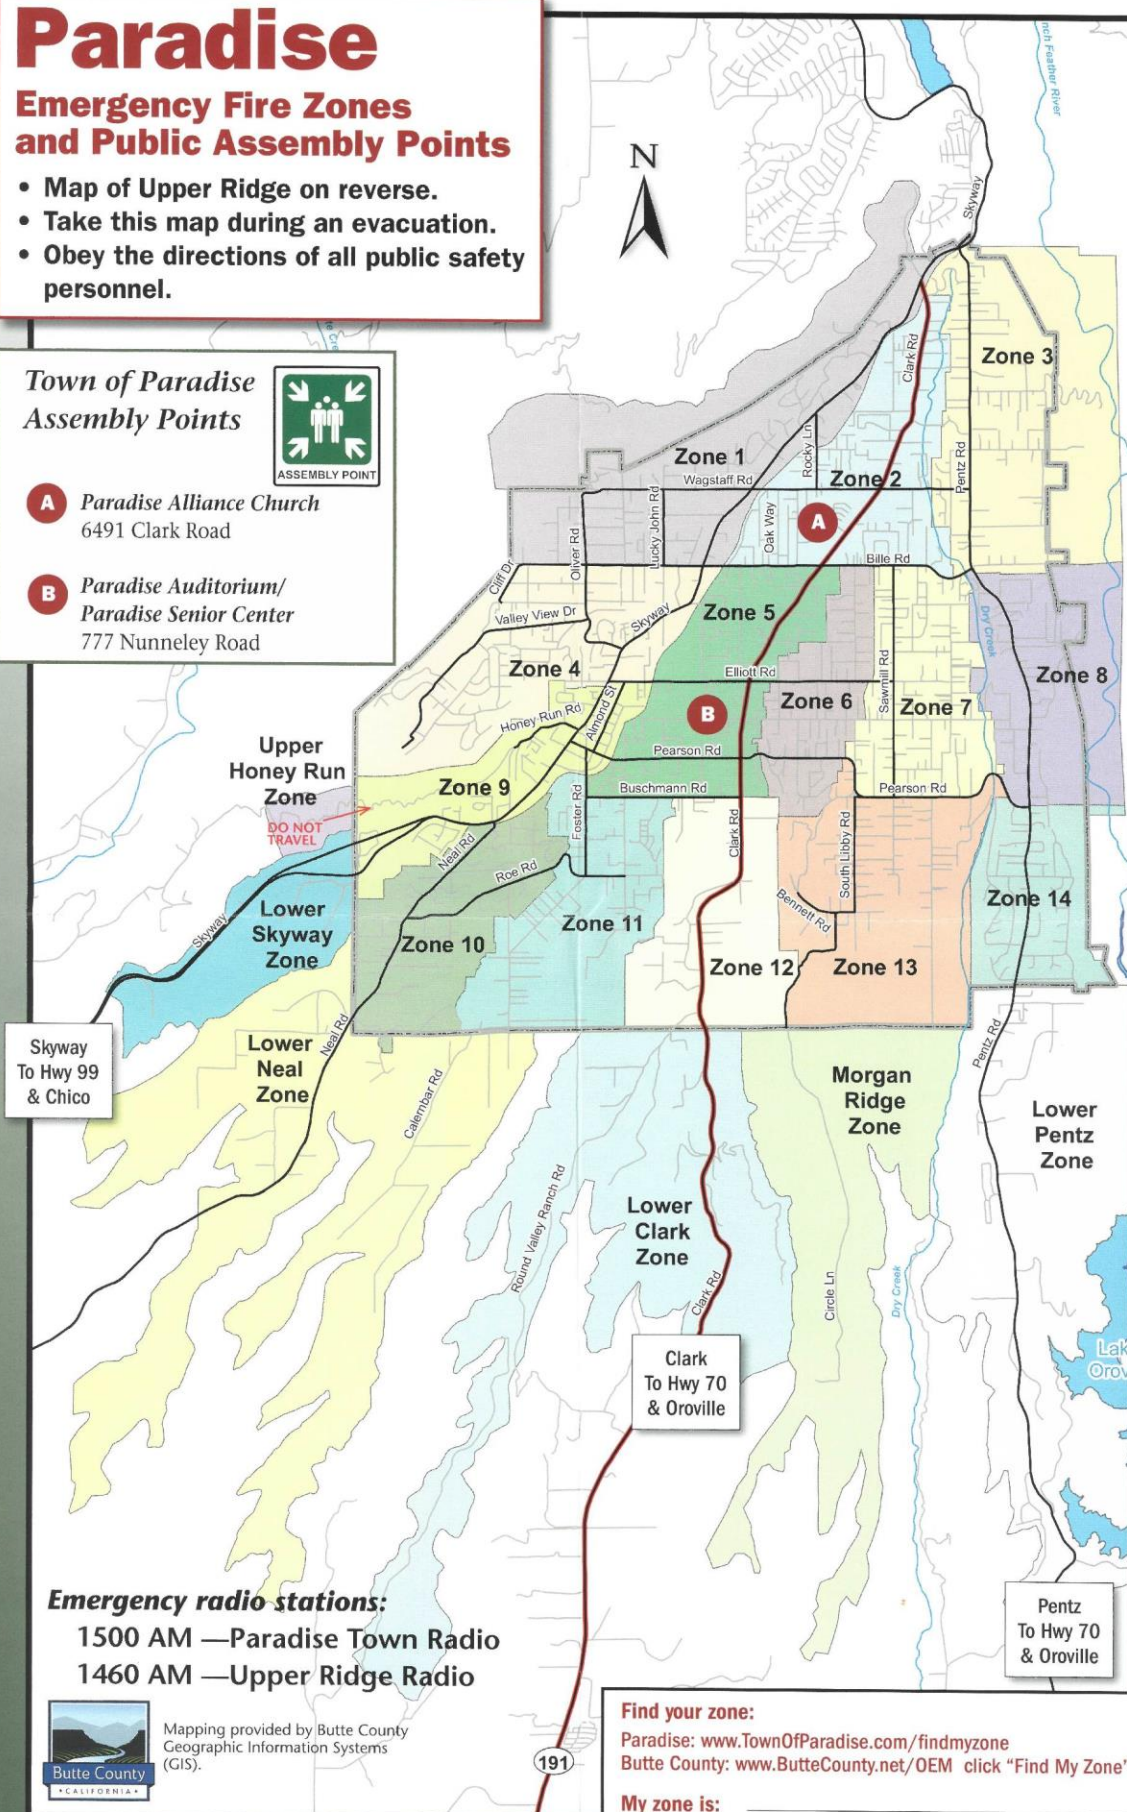 Paradise
Emergency Fire Zones
and Public Assembly Points
• Map of Upper Ridge on reverse.
• Take this map during an evacuation.
• Obey the directions of all public safety
personnel.
N
Skyway
Town of Paradise
Assembly Points
ASSEMBLY POINT
A
Paradise Alliance Church
6491 Clark Road
B
Paradise Auditorium/
Paradise Senior Center
777 Nunneley Road
Clark Rd
Zone 3
Zone 1
Wagstaff Rd
Rocky Ln
Zone 2
Pentz Rd
Oliver Rd
Lucky John Rd
Oak Way
A
Bille Rd
Cliff Dr
Valley View Dr
Skyway
Zone 5
Dry Creek
Zone 4
Elliott Rd
Zone 8
Almond St
Honey Run Rd
B
Zone 6
Sawmill Rd
Zone 7
Pearson Rd
Upper
Honey Run
Zone
DO NOT
TRAVEL
Zone 9
Buschmann Rd
Pearson Rd
Foster Rd
Clark Rd
South Libby Rd
Neal Rd
Roe Rd
Bennett Rd
Zone 14
Skyway
Lower
Skyway
Zone
Zone 10
Zone 11
Zone 12
Zone 13
Skyway
To Hwy 99
& Chico
Lower
Neal
Zone
Neal Rd
Calernbar Rd
Pentz Rd
Morgan
Ridge
Zone
Lower
Pentz
Zone
Round Valley Ranch Rd
Lower
Clark
Zone
Clark Rd
Circle Ln
Dry Creek
Lak
Orov
Clark
To Hwy 70
& Oroville
Emergency radio stations:
1500 AM —Paradise Town Radio
1460 AM —Upper Ridge Radio
Pentz
To Hwy 70
& Oroville
Butte County
•CALIFORNIA•
Mapping provided by Butte County
Geographic Information Systems
(GIS).
191
Find your zone:
Paradise: www.TownOfParadise.com/findmyzone
Butte County: www.ButteCounty.net/OEM click "Find My Zone"
My zone is: